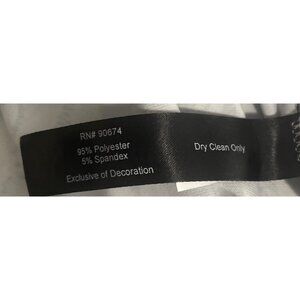 RN# 90674
95% Polyester
5% Spandex
Exclusive of Decoration
Dry Clean Only